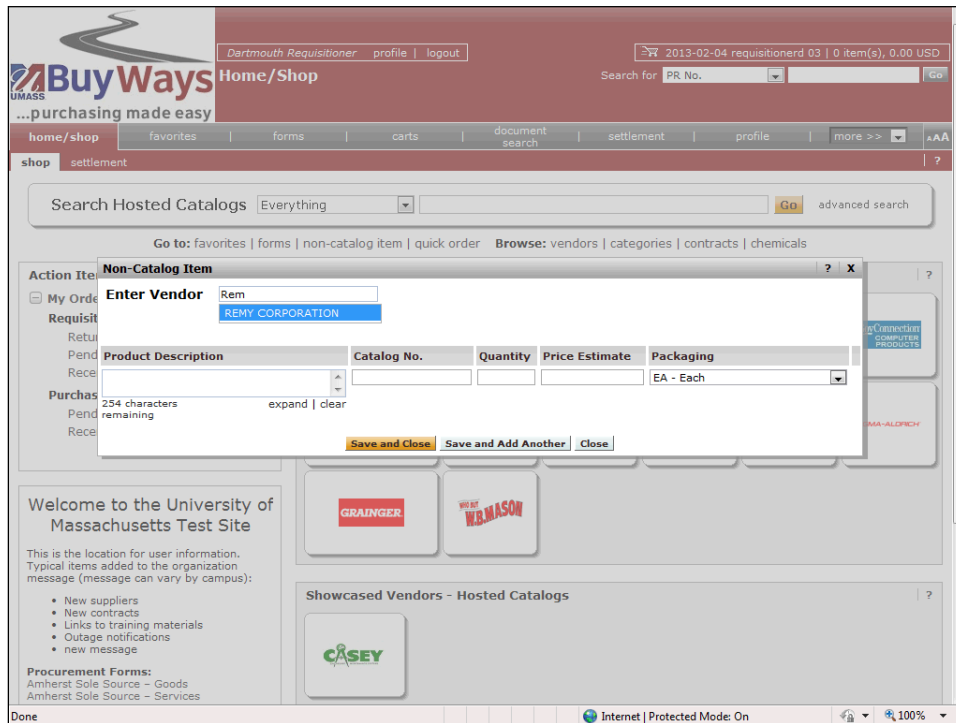 UMASS BuyWays
...purchasing made easy
Dartmouth Requisitioner profile | logout
2013-02-04 requisitionerd 03 | 0 item(s), 0.00 USD
Home/Shop
Search for PR No. Go
home/shop favorites | forms | carts | document search | settlement | profile | more >> AAA
shop settlement | ?
Search Hosted Catalogs Everything Go advanced search
Go to: favorites | forms | non-catalog item | quick order Browse: vendors | categories | contracts | chemicals
Action Ite
?
My Orde
Requisit
Retu
Pend
Rece
Purchas
Pend
Rece
Non-Catalog Item ? X
Enter Vendor Rem
REMY CORPORATION
Product Description Catalog No. Quantity Price Estimate Packaging
EA - Each
254 characters remaining
expand | clear
Save and Close Save and Add Another Close
yConnection
COMPUTER
PRODUCTS
MA-ALDRICH
GRAINGER
WHO BUT
W.B.MASON
Welcome to the University of
Massachusetts Test Site
This is the location for user information.
Typical items added to the organization
message (message can vary by campus):
• New suppliers
• New contracts
• Links to training materials
• Outage notifications
• new message
Procurement Forms:
Amherst Sole Source – Goods
Amherst Sole Source – Services
Showcased Vendors - Hosted Catalogs | ?
CASEY
Done
Internet | Protected Mode: On
100%